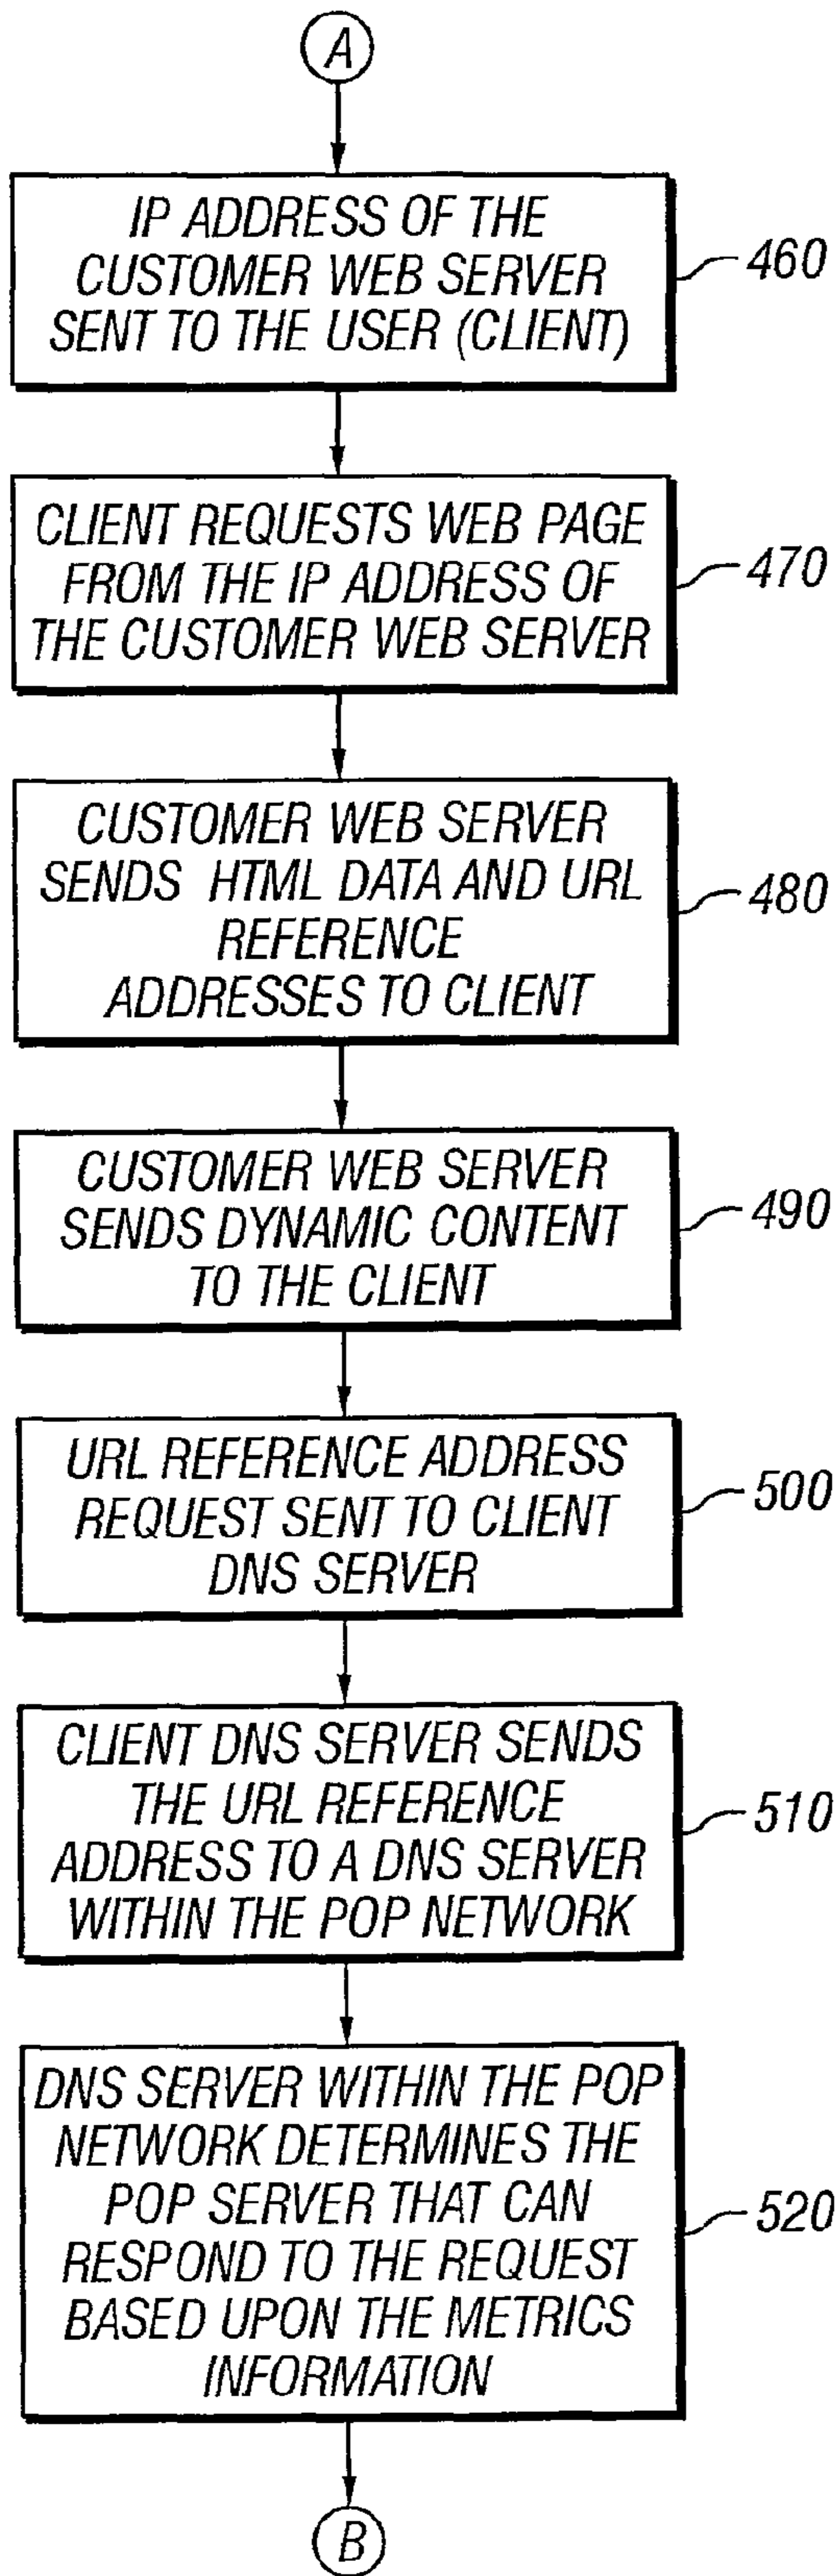 A
IP ADDRESS OF THE
CUSTOMER WEB SERVER
SENT TO THE USER (CLIENT)
460
CLIENT REQUESTS WEB PAGE
FROM THE IP ADDRESS OF
THE CUSTOMER WEB SERVER
470
CUSTOMER WEB SERVER
SENDS HTML DATA AND URL
REFERENCE
ADDRESSES TO CLIENT
480
CUSTOMER WEB SERVER
SENDS DYNAMIC CONTENT
TO THE CLIENT
490
URL REFERENCE ADDRESS
REQUEST SENT TO CLIENT
DNS SERVER
500
CLIENT DNS SERVER SENDS
THE URL REFERENCE
ADDRESS TO A DNS SERVER
WITHIN THE POP NETWORK
510
DNS SERVER WITHIN THE POP
NETWORK DETERMINES THE
POP SERVER THAT CAN
RESPOND TO THE REQUEST
BASED UPON THE METRICS
INFORMATION
520
B